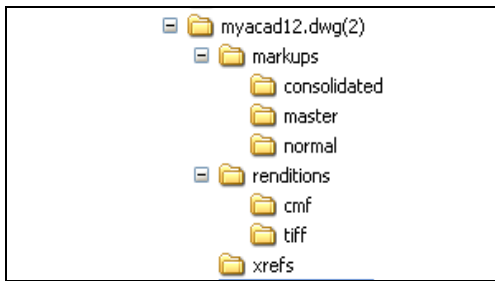 myacad12.dwg(2)
markups
consolidated
master
normal
renditions
cmf
tiff
xrefs